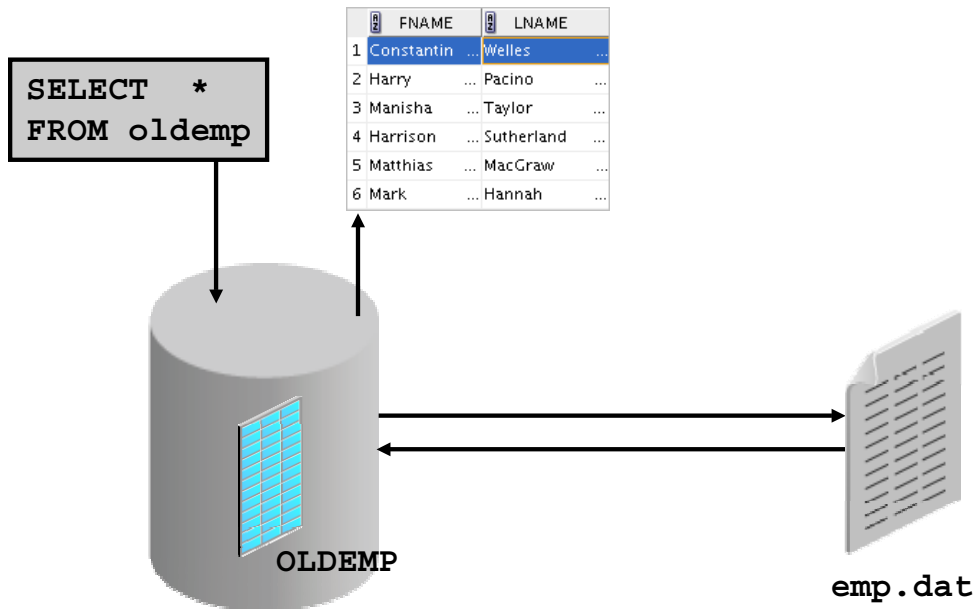 FNAME LNAME
1 Constantin ... Welles ...
2 Harry ... Pacino ...
3 Manisha ... Taylor ...
4 Harrison ... Sutherland ...
5 Matthias ... MacGraw ...
6 Mark ... Hannah ...
SELECT *
FROM oldemp
OLDEMP
emp.dat